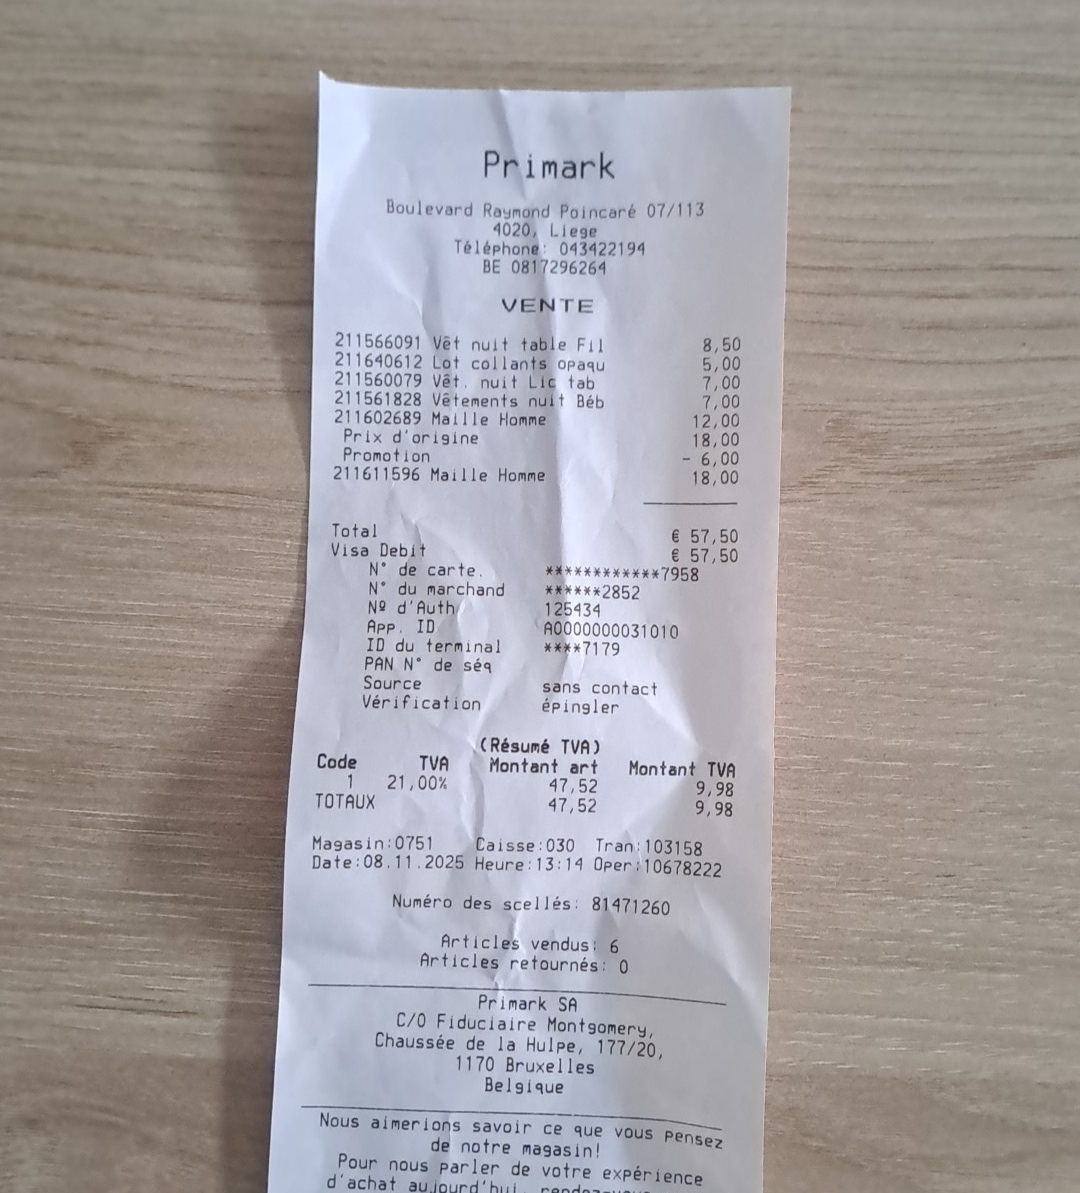 Primark
Boulevard Raymond Poincaré 07/113
4020, Liege
Téléphone: 043422194
BE 0817296264
VENTE
211566091 Vêt nuit table Fil 8,50
211640612 Lot collants opaqu 5,00
211560079 Vêt. nuit Lic tab 7,00
211561828 Vêtements nuit Béb 7,00
211602689 Maille Homme 12,00
Prix d'origine 18,00
Promotion - 6,00
211611596 Maille Homme 18,00
Total € 57,50
Visa Debit € 57,50
N° de carte. ************7958
N° du marchand ******2852
Nº d'Auth 125434
App. ID A0000000031010
ID du terminal ****7179
PAN N° de séq
Source sans contact
Vérification épingler
(Résumé TVA)
Code TVA Montant art Montant TVA
1 21,00% 47,52 9,98
TOTAUX 47,52 9,98
Magasin:0751 Caisse:030 Tran:103158
Date:08.11.2025 Heure:13:14 Oper:10678222
Numéro des scellés: 81471260
Articles vendus: 6
Articles retournés: 0
Primark SA
C/O Fiduciaire Montgomery,
Chaussée de la Hulpe, 177/20,
1170 Bruxelles
Belgique
Nous aimerions savoir ce que vous pensez
de notre magasin!
Pour nous parler de votre expérience
d'achat aujourd'hui,